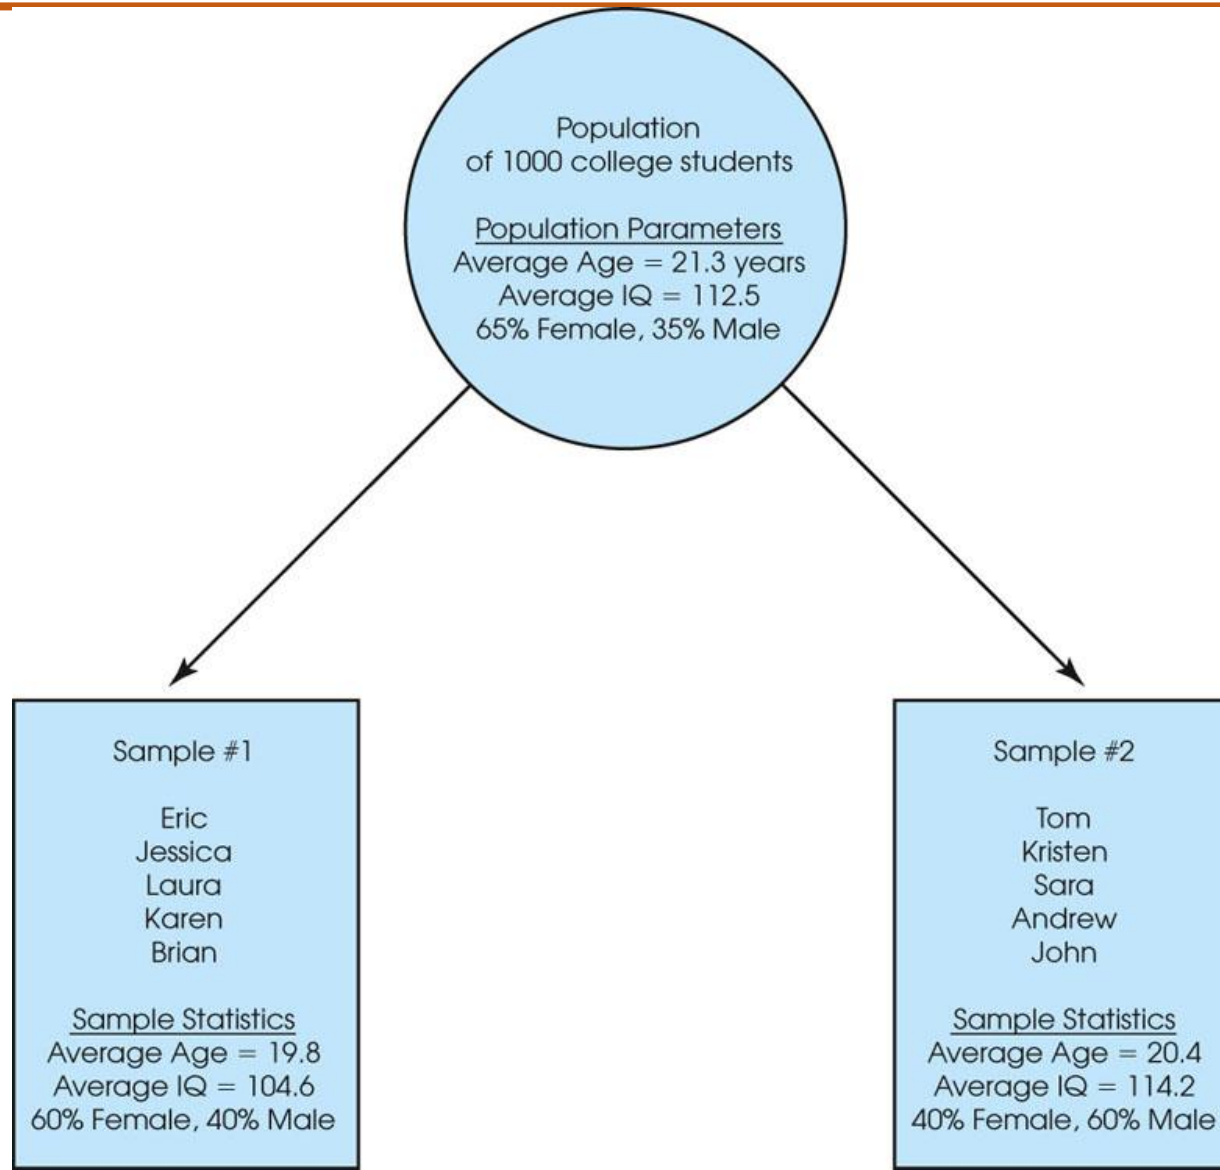 Population
of 1000 college students
Population Parameters
Average Age = 21.3 years
Average IQ = 112.5
65% Female, 35% Male
Sample #1
Eric
Jessica
Laura
Karen
Brian
Sample Statistics
Average Age = 19.8
Average IQ = 104.6
60% Female, 40% Male
Sample #2
Tom
Kristen
Sara
Andrew
John
Sample Statistics
Average Age = 20.4
Average IQ = 114.2
40% Female, 60% Male